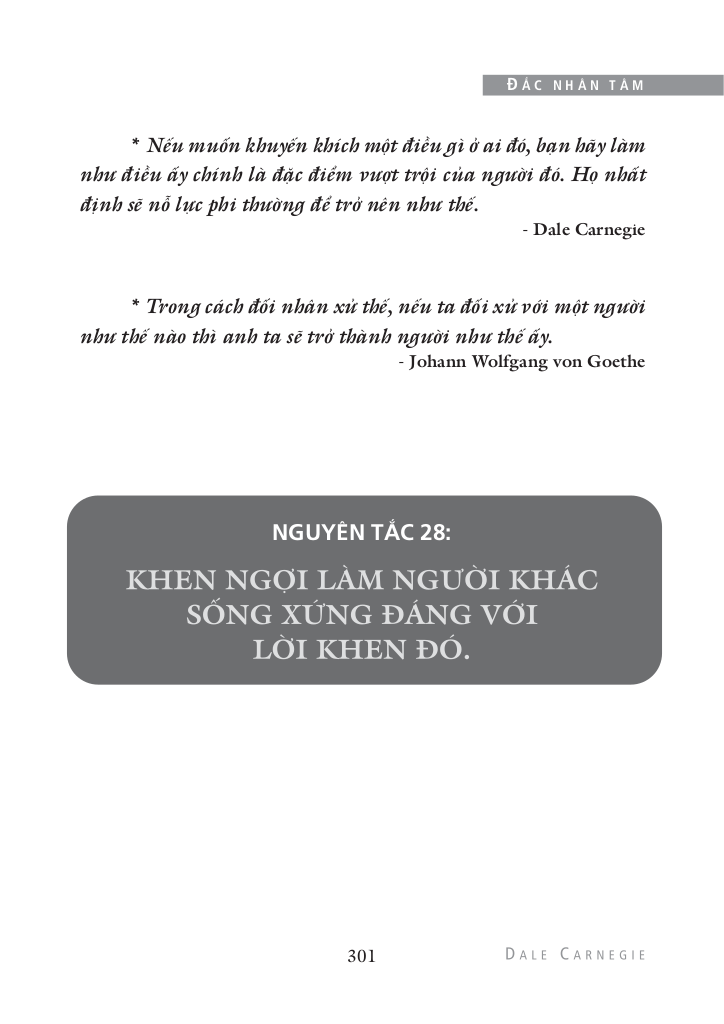 ĐẮC NHÂN TÂM
* Nếu muốn khuyến khích một điều gì ở ai đó, bạn hãy làm
như điều ấy chính là đặc điểm vượt trội của người đó. Họ nhất
định sẽ nỗ lực phi thường để trở nên như thế.
- Dale Carnegie
* Trong cách đối nhân xử thế, nếu ta đối xử với một người
như thế nào thì anh ta sẽ trở thành người như thế ấy.
- Johann Wolfgang von Goethe
NGUYÊN TẮC 28:
KHEN NGỢI LÀM NGƯỜI KHÁC
SỐNG XỨNG ĐÁNG VỚI
LỜI KHEN ĐÓ.
301
DALE CARNEGIE